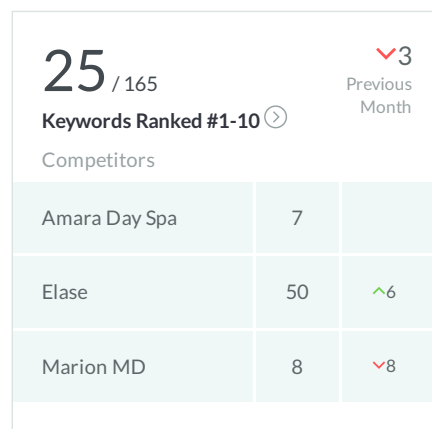 25 / 165
3
Previous
Month
Keywords Ranked #1-10
Competitors
Amara Day Spa 7
Elase 50 6
Marion MD 8 8